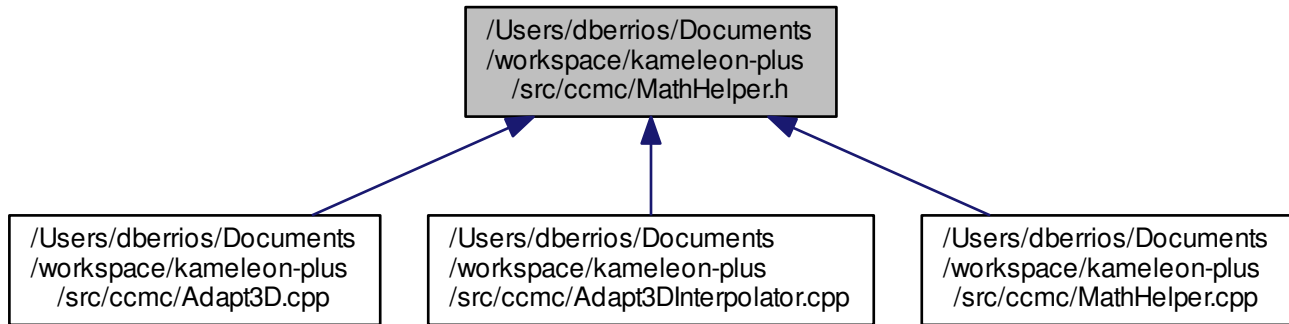 /Users/dberrios/Documents
/workspace/kameleon-plus
/src/ccmc/MathHelper.h
/Users/dberrios/Documents
/workspace/kameleon-plus
/src/ccmc/Adapt3D.cpp
/Users/dberrios/Documents
/workspace/kameleon-plus
/src/ccmc/Adapt3DInterpolator.cpp
/Users/dberrios/Documents
/workspace/kameleon-plus
/src/ccmc/MathHelper.cpp